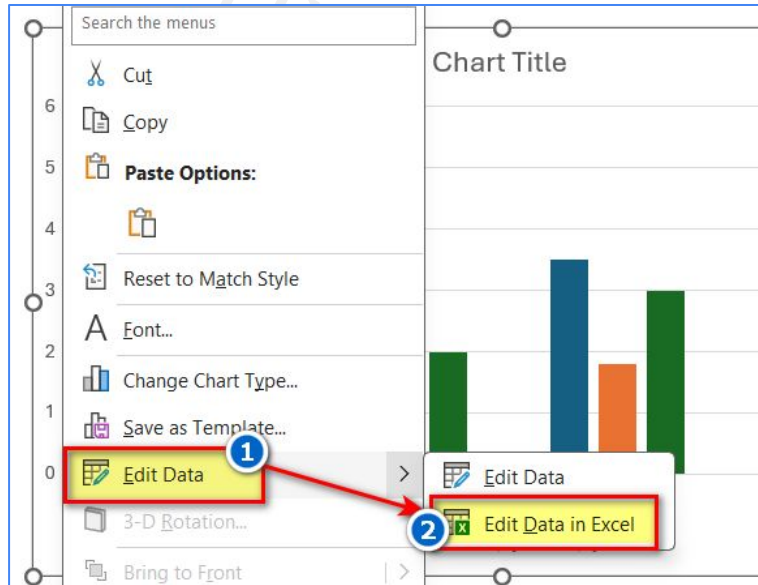 Search the menus
Chart Title
Cut
Copy
Paste Options:
Reset to Match Style
Font...
Change Chart Type...
Save as Template...
1
Edit Data
Edit Data
2
Edit Data in Excel
3-D Rotation...
Bring to Front
6
5
4
3
2
1
0